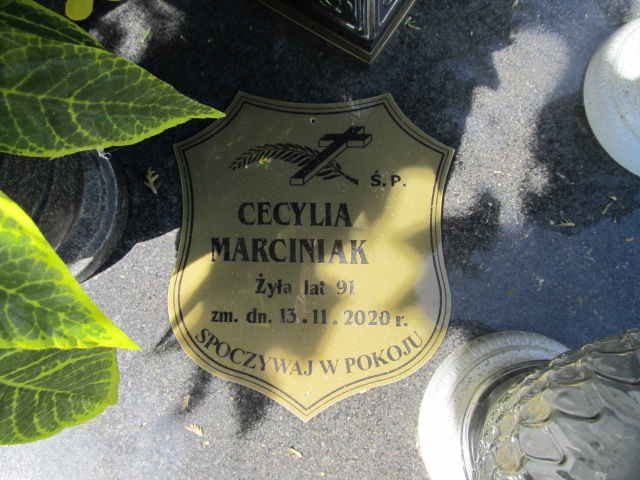 Ś.P.
CECYLIA
MARCINIAK
Żyła lat 91
zm. dn. 13.11.2020 r.
SPOCZYWAJ W POKOJU